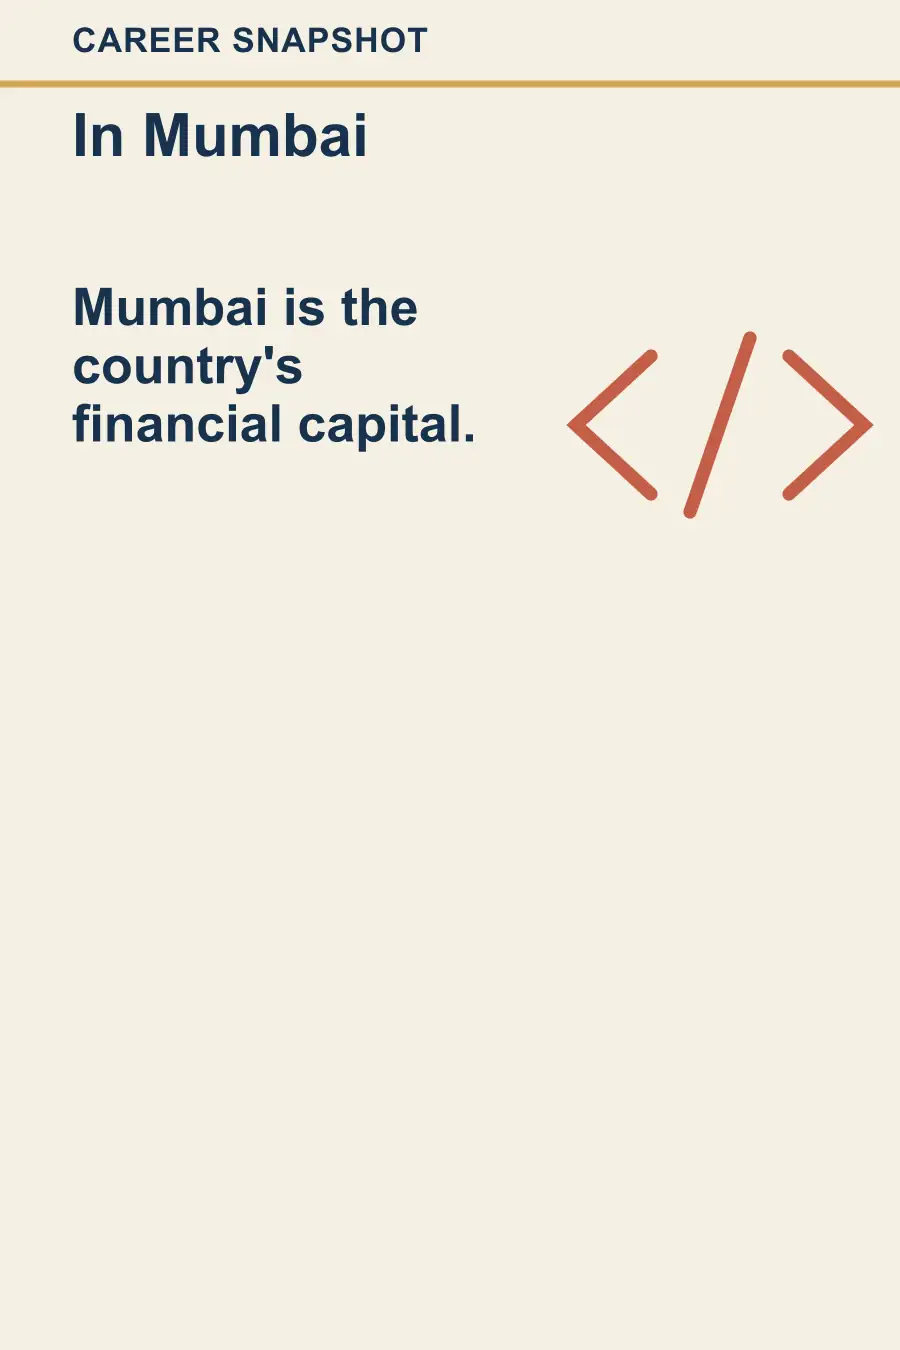 CAREER SNAPSHOT
In Mumbai
Mumbai is the
country's
financial capital.